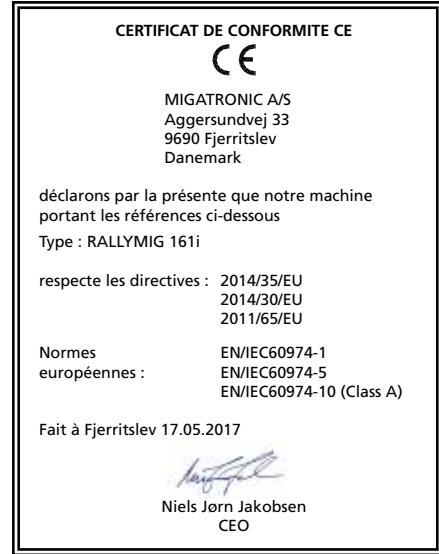 CERTIFICAT DE CONFORMITE CE
CE
MIGATRONIC A/S
Aggersundvej 33
9690 Fjerritslev
Danemark
déclarons par la présente que notre machine
portant les références ci-dessous
Type : RALLYMIG 161i
respecte les directives : 2014/35/EU
2014/30/EU
2011/65/EU
Normes EN/IEC60974-1
européennes : EN/IEC60974-5
EN/IEC60974-10 (Class A)
Fait à Fjerritslev 17.05.2017
Niels Jørn Jakobsen
CEO